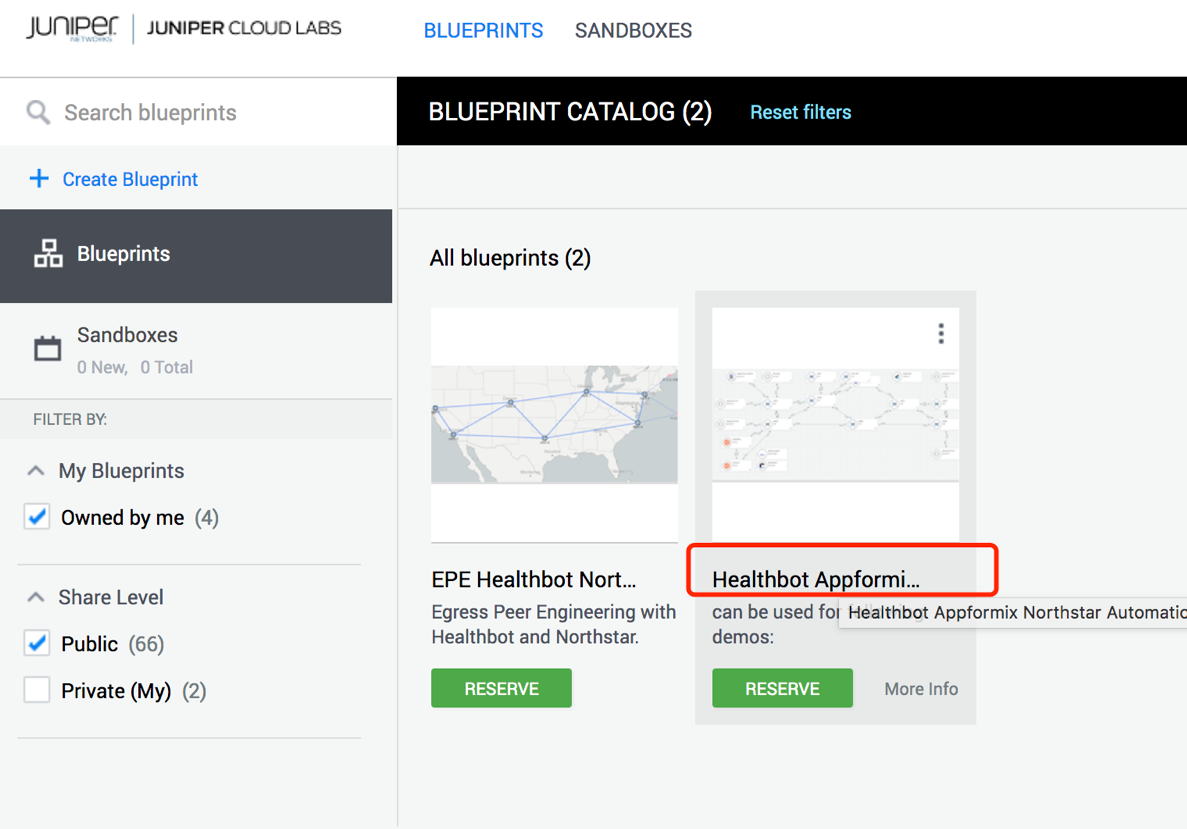 JUNIPER NETWORKS
JUNIPER CLOUD LABS
BLUEPRINTS
SANDBOXES
Search blueprints
BLUEPRINT CATALOG (2)
Reset filters
Create Blueprint
Blueprints
Sandboxes
0 New, 0 Total
FILTER BY:
My Blueprints
Owned by me (4)
Share Level
Public (66)
Private (My) (2)
All blueprints (2)
EPE Healthbot Nort...
Egress Peer Engineering with
Healthbot and Northstar.
RESERVE
Healthbot Appformi...
can be used for
Healthbot Appformix Northstar Automatio
demos:
RESERVE
More Info